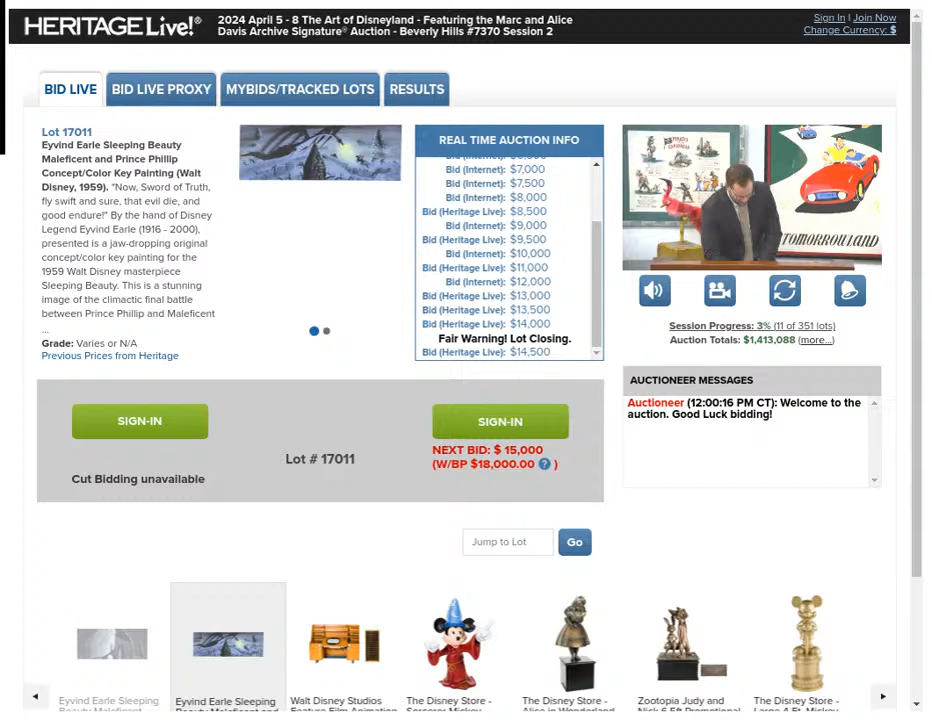 HERITAGE Live!®
2024 April 5 - 8 The Art of Disneyland - Featuring the Marc and Alice
Davis Archive Signature® Auction - Beverly Hills #7370 Session 2
Sign In | Join Now
Change Currency: $
BID LIVE
BID LIVE PROXY
MYBIDS/TRACKED LOTS
RESULTS
Lot 17011
Eyvind Earle Sleeping Beauty
Maleficent and Prince Phillip
Concept/Color Key Painting (Walt
Disney, 1959). "Now, Sword of Truth,
fly swift and sure, that evil die, and
good endure!" By the hand of Disney
Legend Eyvind Earle (1916 - 2000),
presented is a jaw-dropping original
concept/color key painting for the
1959 Walt Disney masterpiece
Sleeping Beauty. This is a stunning
image of the climactic final battle
between Prince Phillip and Maleficent
...
Grade: Varies or N/A
Previous Prices from Heritage
REAL TIME AUCTION INFO
Bid (Internet): $7,000
Bid (Internet): $7,500
Bid (Internet): $8,000
Bid (Heritage Live): $8,500
Bid (Internet): $9,000
Bid (Heritage Live): $9,500
Bid (Internet): $10,000
Bid (Heritage Live): $11,000
Bid (Internet): $12,000
Bid (Heritage Live): $13,000
Bid (Heritage Live): $13,500
Bid (Heritage Live): $14,000
Fair Warning! Lot Closing.
Bid (Heritage Live): $14,500
TOMORROWLAND
Session Progress: 3% (11 of 351 lots)
Auction Totals: $1,413,088 (more...)
AUCTIONEER MESSAGES
Auctioneer (12:00:16 PM CT): Welcome to the
auction. Good Luck bidding!
SIGN-IN
Cut Bidding unavailable
Lot # 17011
SIGN-IN
NEXT BID: $ 15,000
(W/BP $18,000.00 ? )
Jump to Lot
Go
Eyvind Earle Sleeping
Eyvind Earle Sleeping
Walt Disney Studios
The Disney Store -
The Disney Store -
Zootopia Judy and
The Disney Store -